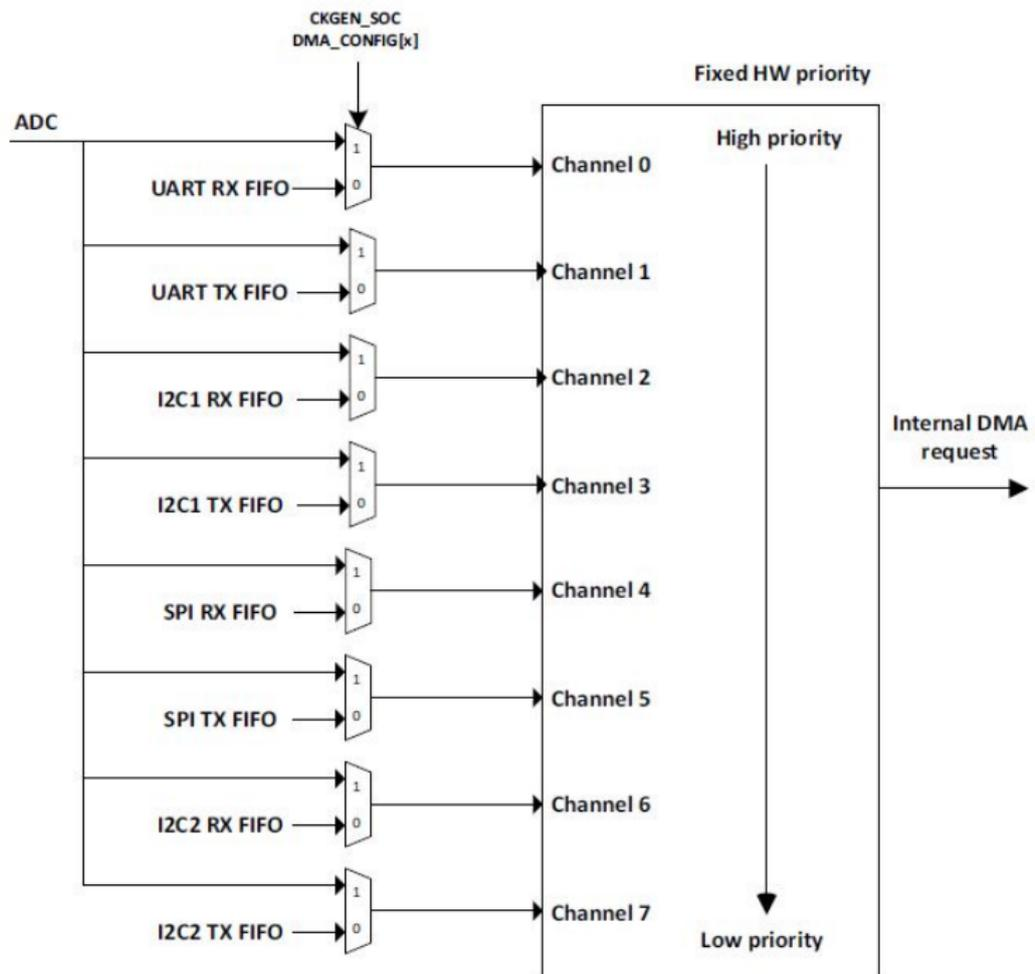 CKGEN_SOC
DMA_CONFIG[x]
Fixed HW priority
ADC
High priority
1
Channel 0
UART RX FIFO
0
1
Channel 1
UART TX FIFO
0
1
Channel 2
I2C1 RX FIFO
0
Internal DMA
request
1
Channel 3
I2C1 TX FIFO
0
1
Channel 4
SPI RX FIFO
0
1
Channel 5
SPI TX FIFO
0
1
Channel 6
I2C2 RX FIFO
0
1
Channel 7
I2C2 TX FIFO
0
Low priority